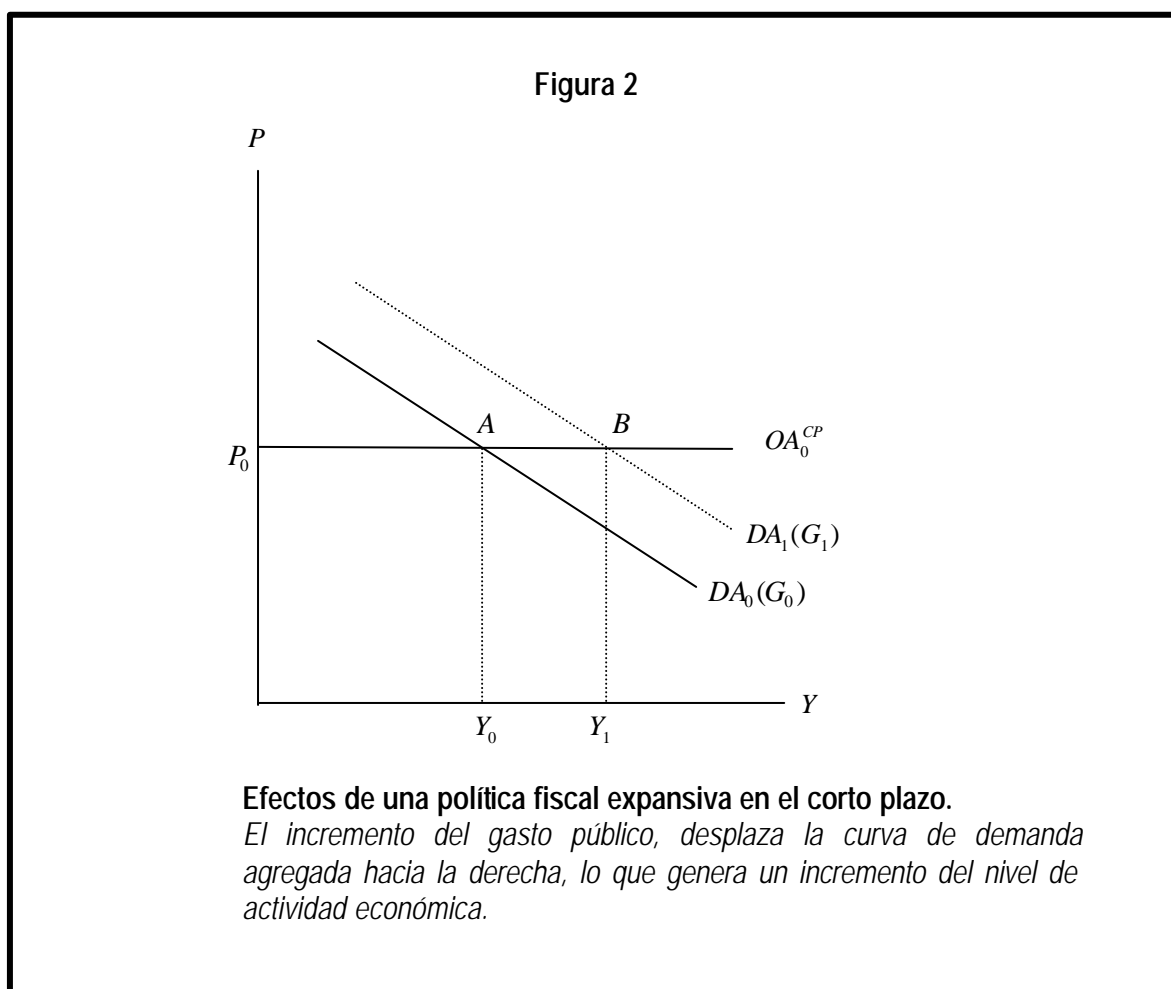 Figura 2
P
A
B
P₀
OA₀^CP
DA₁(G₁)
DA₀(G₀)
Y
Y₀
Y₁
Efectos de una política fiscal expansiva en el corto plazo.
El incremento del gasto público, desplaza la curva de demanda
agregada hacia la derecha, lo que genera un incremento del nivel de
actividad económica.